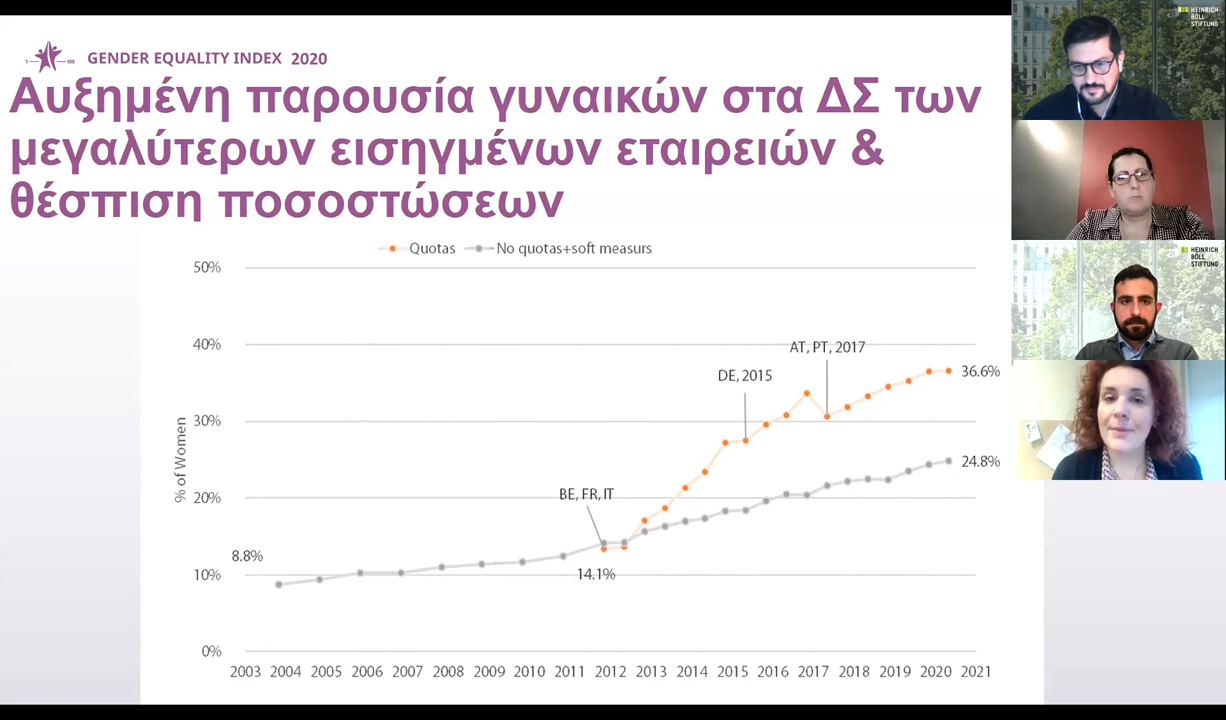 GENDER EQUALITY INDEX 2020
1 100
Αυξημένη παρουσία γυναικών στα ΔΣ των
μεγαλύτερων εισηγμένων εταιρειών &
θέσπιση ποσοστώσεων
Quotas No quotas+soft measurs
50%
40%
30%
20%
10%
0%
% of Women
AT, PT, 2017
DE, 2015
36.6%
24.8%
BE, FR, IT
8.8%
14.1%
2003 2004 2005 2006 2007 2008 2009 2010 2011 2012 2013 2014 2015 2016 2017 2018 2019 2020 2021
HEINRICH
BÖLL
STIFTUNG
HEINRICH
BÖLL
STIFTUNG